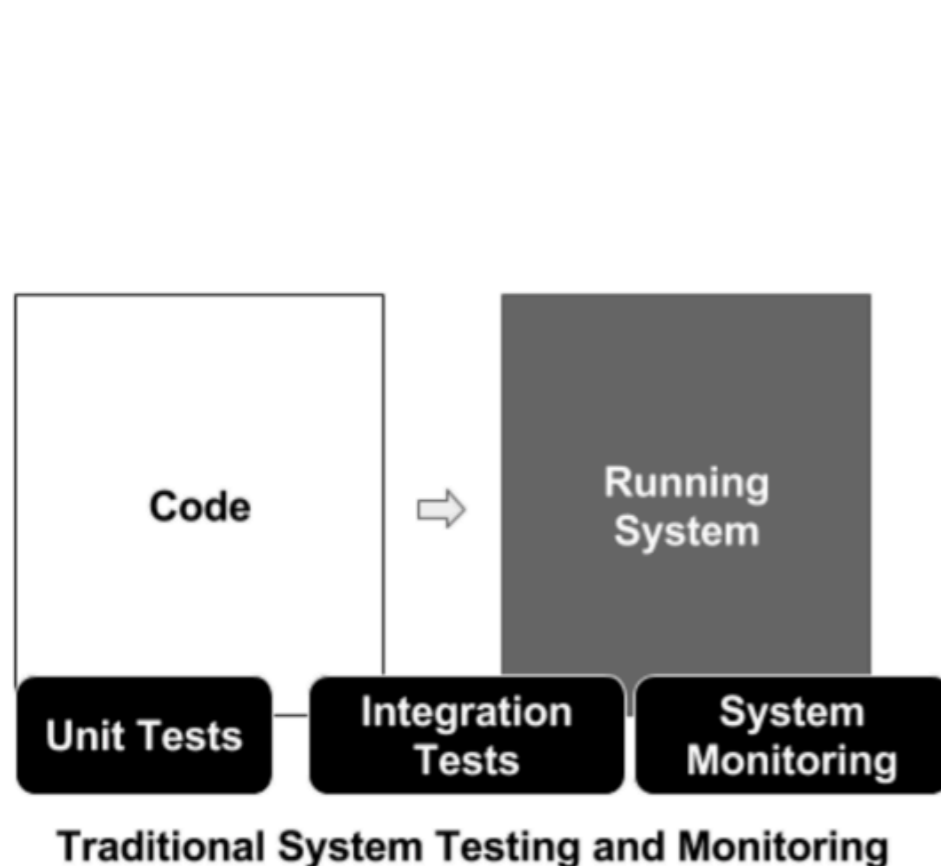 Code
Running
System
Unit Tests
Integration
Tests
System
Monitoring
Traditional System Testing and Monitoring